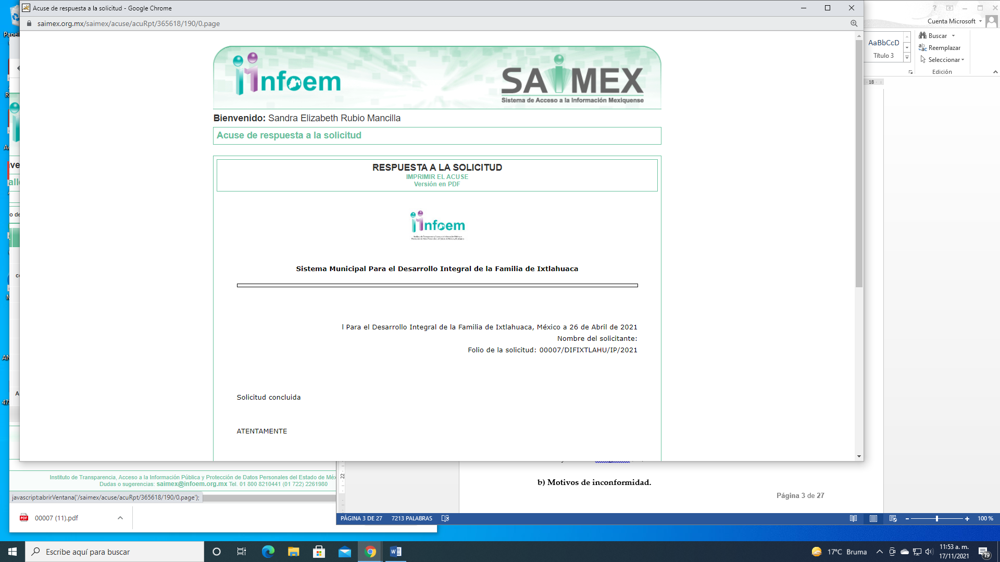 Acuse de respuesta a la solicitud - Google Chrome
saimex.org.mx/saimex/acuse/acuRpt/365618/190/0.page
infoem
SAIMEX
Sistema de Acceso a la Información Mexiquense
Bienvenido: Sandra Elizabeth Rubio Mancilla
Acuse de respuesta a la solicitud
RESPUESTA A LA SOLICITUD
IMPRIMIR EL ACUSE
Versión en PDF
infoem
Sistema Municipal Para el Desarrollo Integral de la Familia de Ixtlahuaca
l Para el Desarrollo Integral de la Familia de Ixtlahuaca, México a 26 de Abril de 2021
Nombre del solicitante:
Folio de la solicitud: 00007/DIFIXTLAHU/IP/2021
Solicitud concluida
ATENTAMENTE
Cuenta Microsoft
AaBbCcD
Título 3
Buscar
Reemplazar
Seleccionar
Edición
18
22
b) Motivos de inconformidad.
Página 3 de 27
Instituto de Transparencia, Acceso a la Información Pública y Protección de Datos Personales del Estado de Méx
Dudas o sugerencias: saimex@infoem.org.mx Tel. 01 800 8210441 (01 722) 2261980
javascript:abrirVentana('/saimex/acuse/acuRpt/365618/190/0.page');
00007 (11).pdf
PÁGINA 3 DE 27
7213 PALABRAS
100 %
Escribe aquí para buscar
17°C Bruma
11:53 a. m.
17/11/2021
19